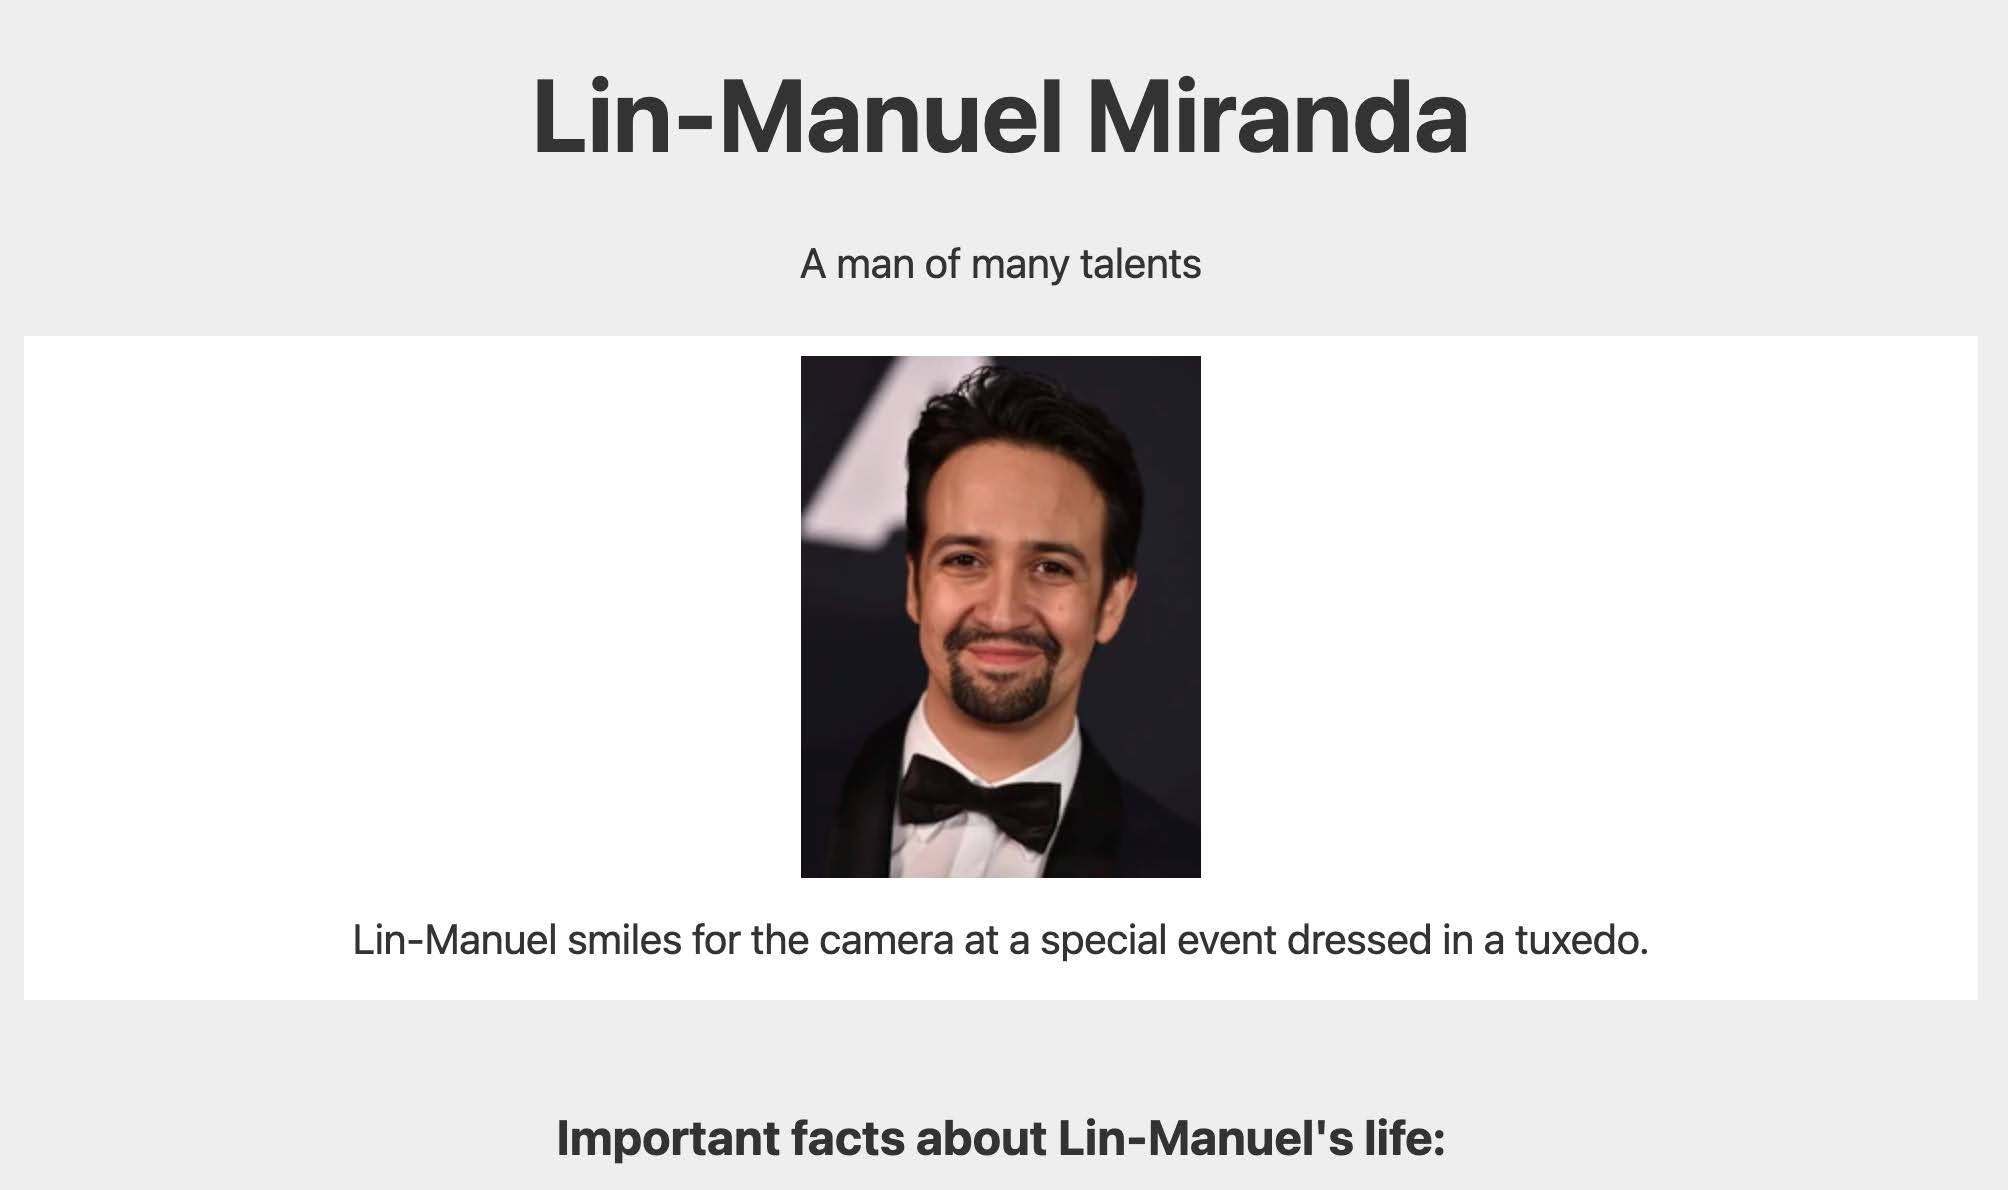 Lin-Manuel Miranda
A man of many talents
Lin-Manuel smiles for the camera at a special event dressed in a tuxedo.
Important facts about Lin-Manuel's life: